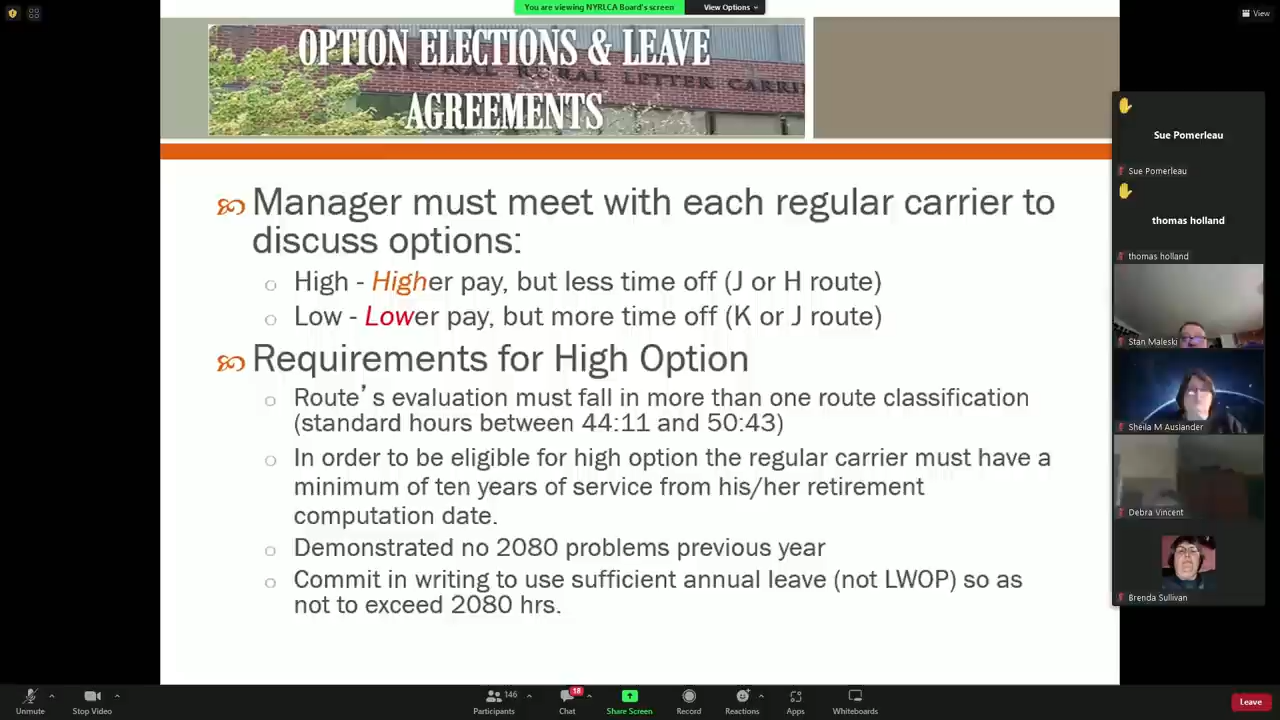 You are viewing NYRLCA Board's screen
View Options
View
OPTION ELECTIONS & LEAVE
AGREEMENTS
RURAL LETTER CARRI
Manager must meet with each regular carrier to
discuss options:
High - Higher pay, but less time off (J or H route)
Low - Lower pay, but more time off (K or J route)
Requirements for High Option
Route's evaluation must fall in more than one route classification
(standard hours between 44:11 and 50:43)
In order to be eligible for high option the regular carrier must have a
minimum of ten years of service from his/her retirement
computation date.
Demonstrated no 2080 problems previous year
Commit in writing to use sufficient annual leave (not LWOP) so as
not to exceed 2080 hrs.
Sue Pomerleau
Sue Pomerleau
thomas holland
thomas holland
Stan Maleski
Sheila M Auslander
Debra Vincent
Brenda Sullivan
Unmute
Stop Video
146
Participants
18
Chat
Share Screen
Record
Reactions
Apps
Whiteboards
Leave